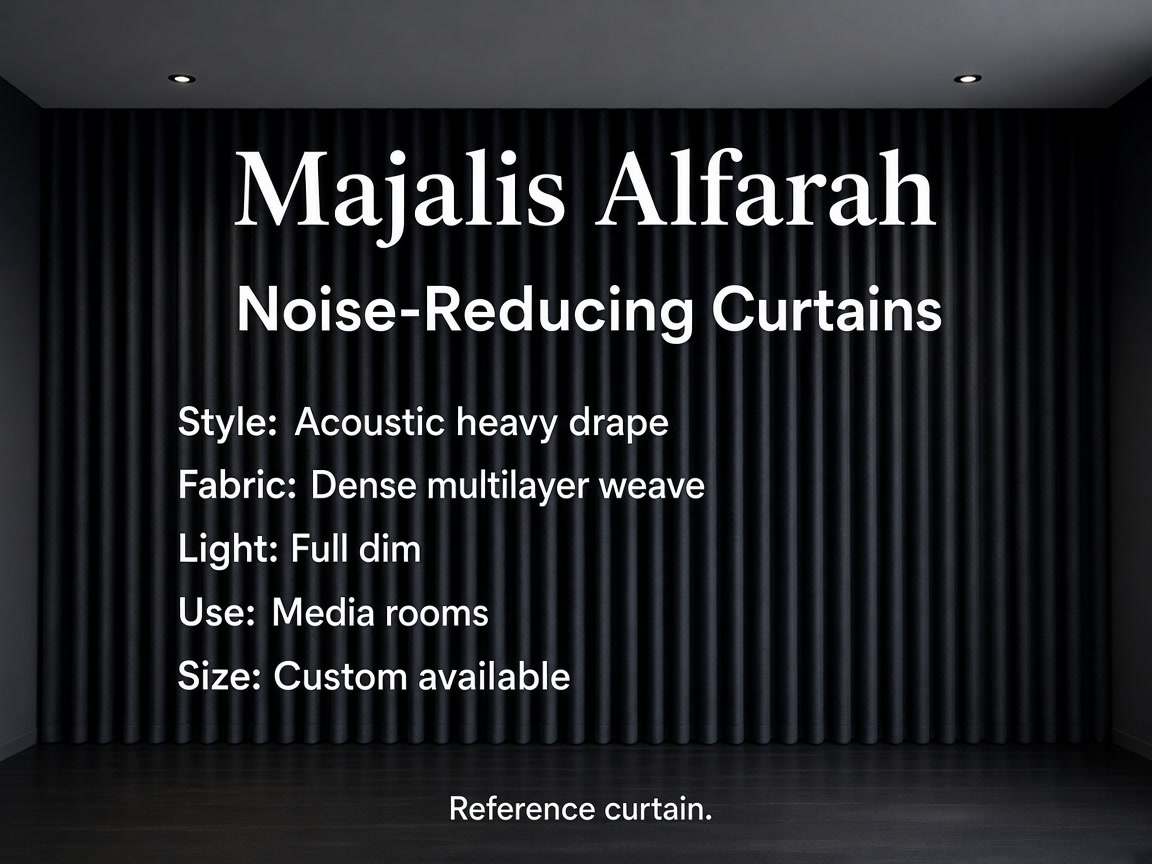 Majalis Alfarah
Noise-Reducing Curtains
Style: Acoustic heavy drape
Fabric: Dense multilayer weave
Light: Full dim
Use: Media rooms
Size: Custom available
Reference curtain.